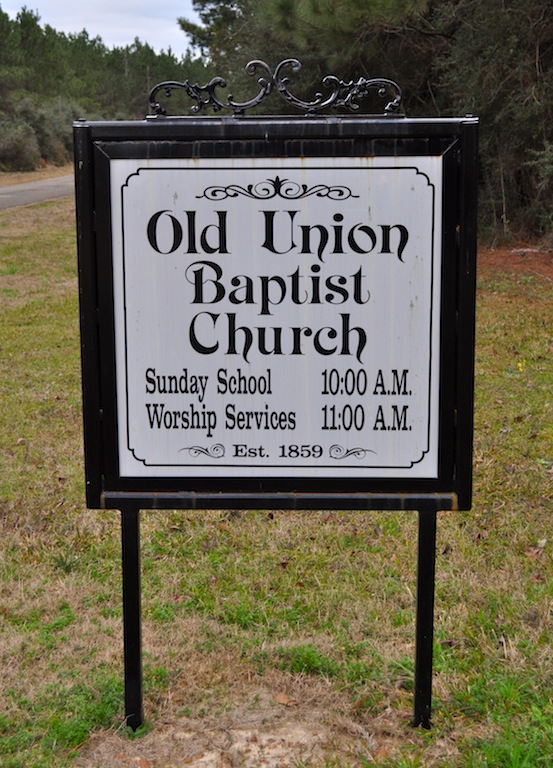 Old Union
Baptist
Church
Sunday School 10:00 A.M.
Worship Services 11:00 A.M.
Est. 1859